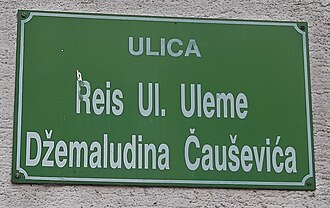 ULICA
Reis Ul. Uleme
Džemaludina Čauševića